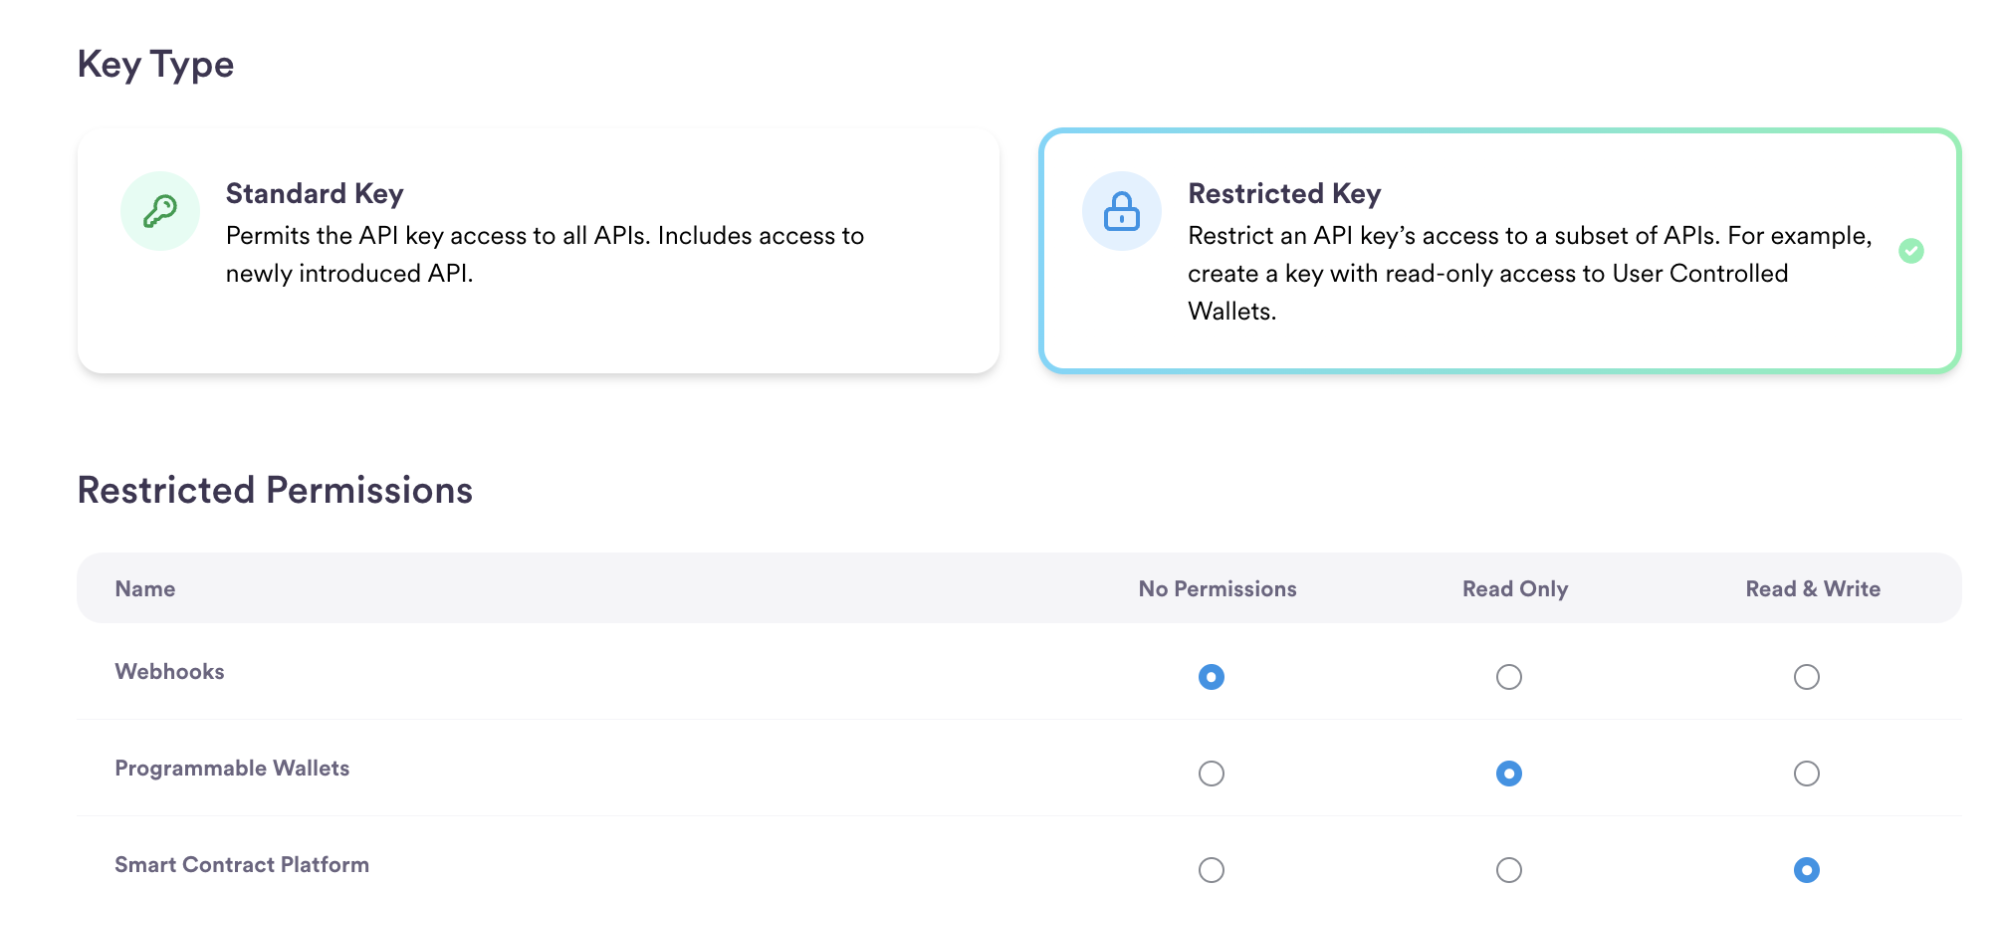 Key Type
Standard Key
Permits the API key access to all APIs. Includes access to
newly introduced API.
Restricted Key
Restrict an API key’s access to a subset of APIs. For example,
create a key with read-only access to User Controlled
Wallets.
Restricted Permissions
Name No Permissions Read Only Read & Write
Webhooks
Programmable Wallets
Smart Contract Platform